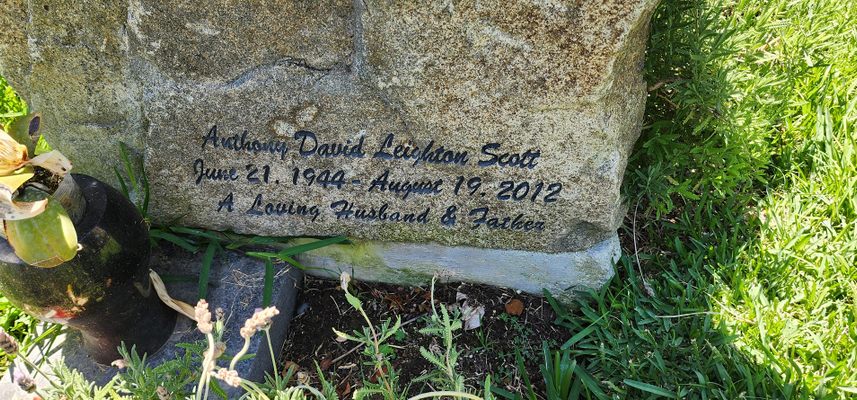 Anthony David Leighton Scott
June 21. 1944 - August 19. 2012
A Loving Husband & Father